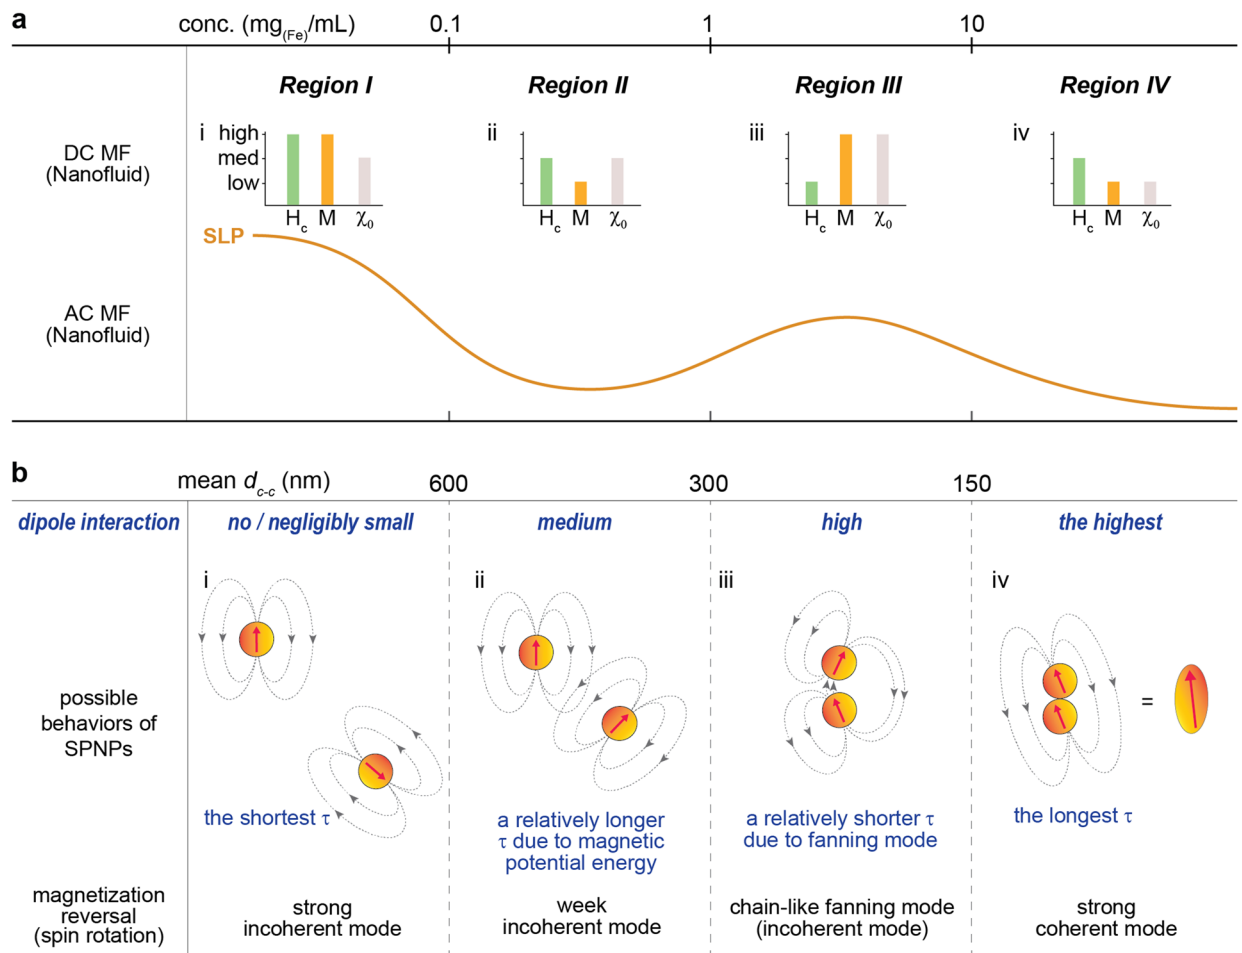 a
conc. (mg(Fe)/mL)
0.1
1
10
Region I
Region II
Region III
Region IV
DC MF
(Nanofluid)
i
high
med
low
Hc M χ0
ii
Hc M χ0
iii
Hc M χ0
iv
Hc M χ0
SLP
AC MF
(Nanofluid)
b
mean dc-c (nm)
600
300
150
dipole interaction
no / negligibly small
medium
high
the highest
possible
behaviors of
SPNPs
i
the shortest τ
ii
a relatively longer
τ due to magnetic
potential energy
iii
a relatively shorter τ
due to fanning mode
iv
=
the longest τ
magnetization
reversal
(spin rotation)
strong
incoherent mode
week
incoherent mode
chain-like fanning mode
(incoherent mode)
strong
coherent mode